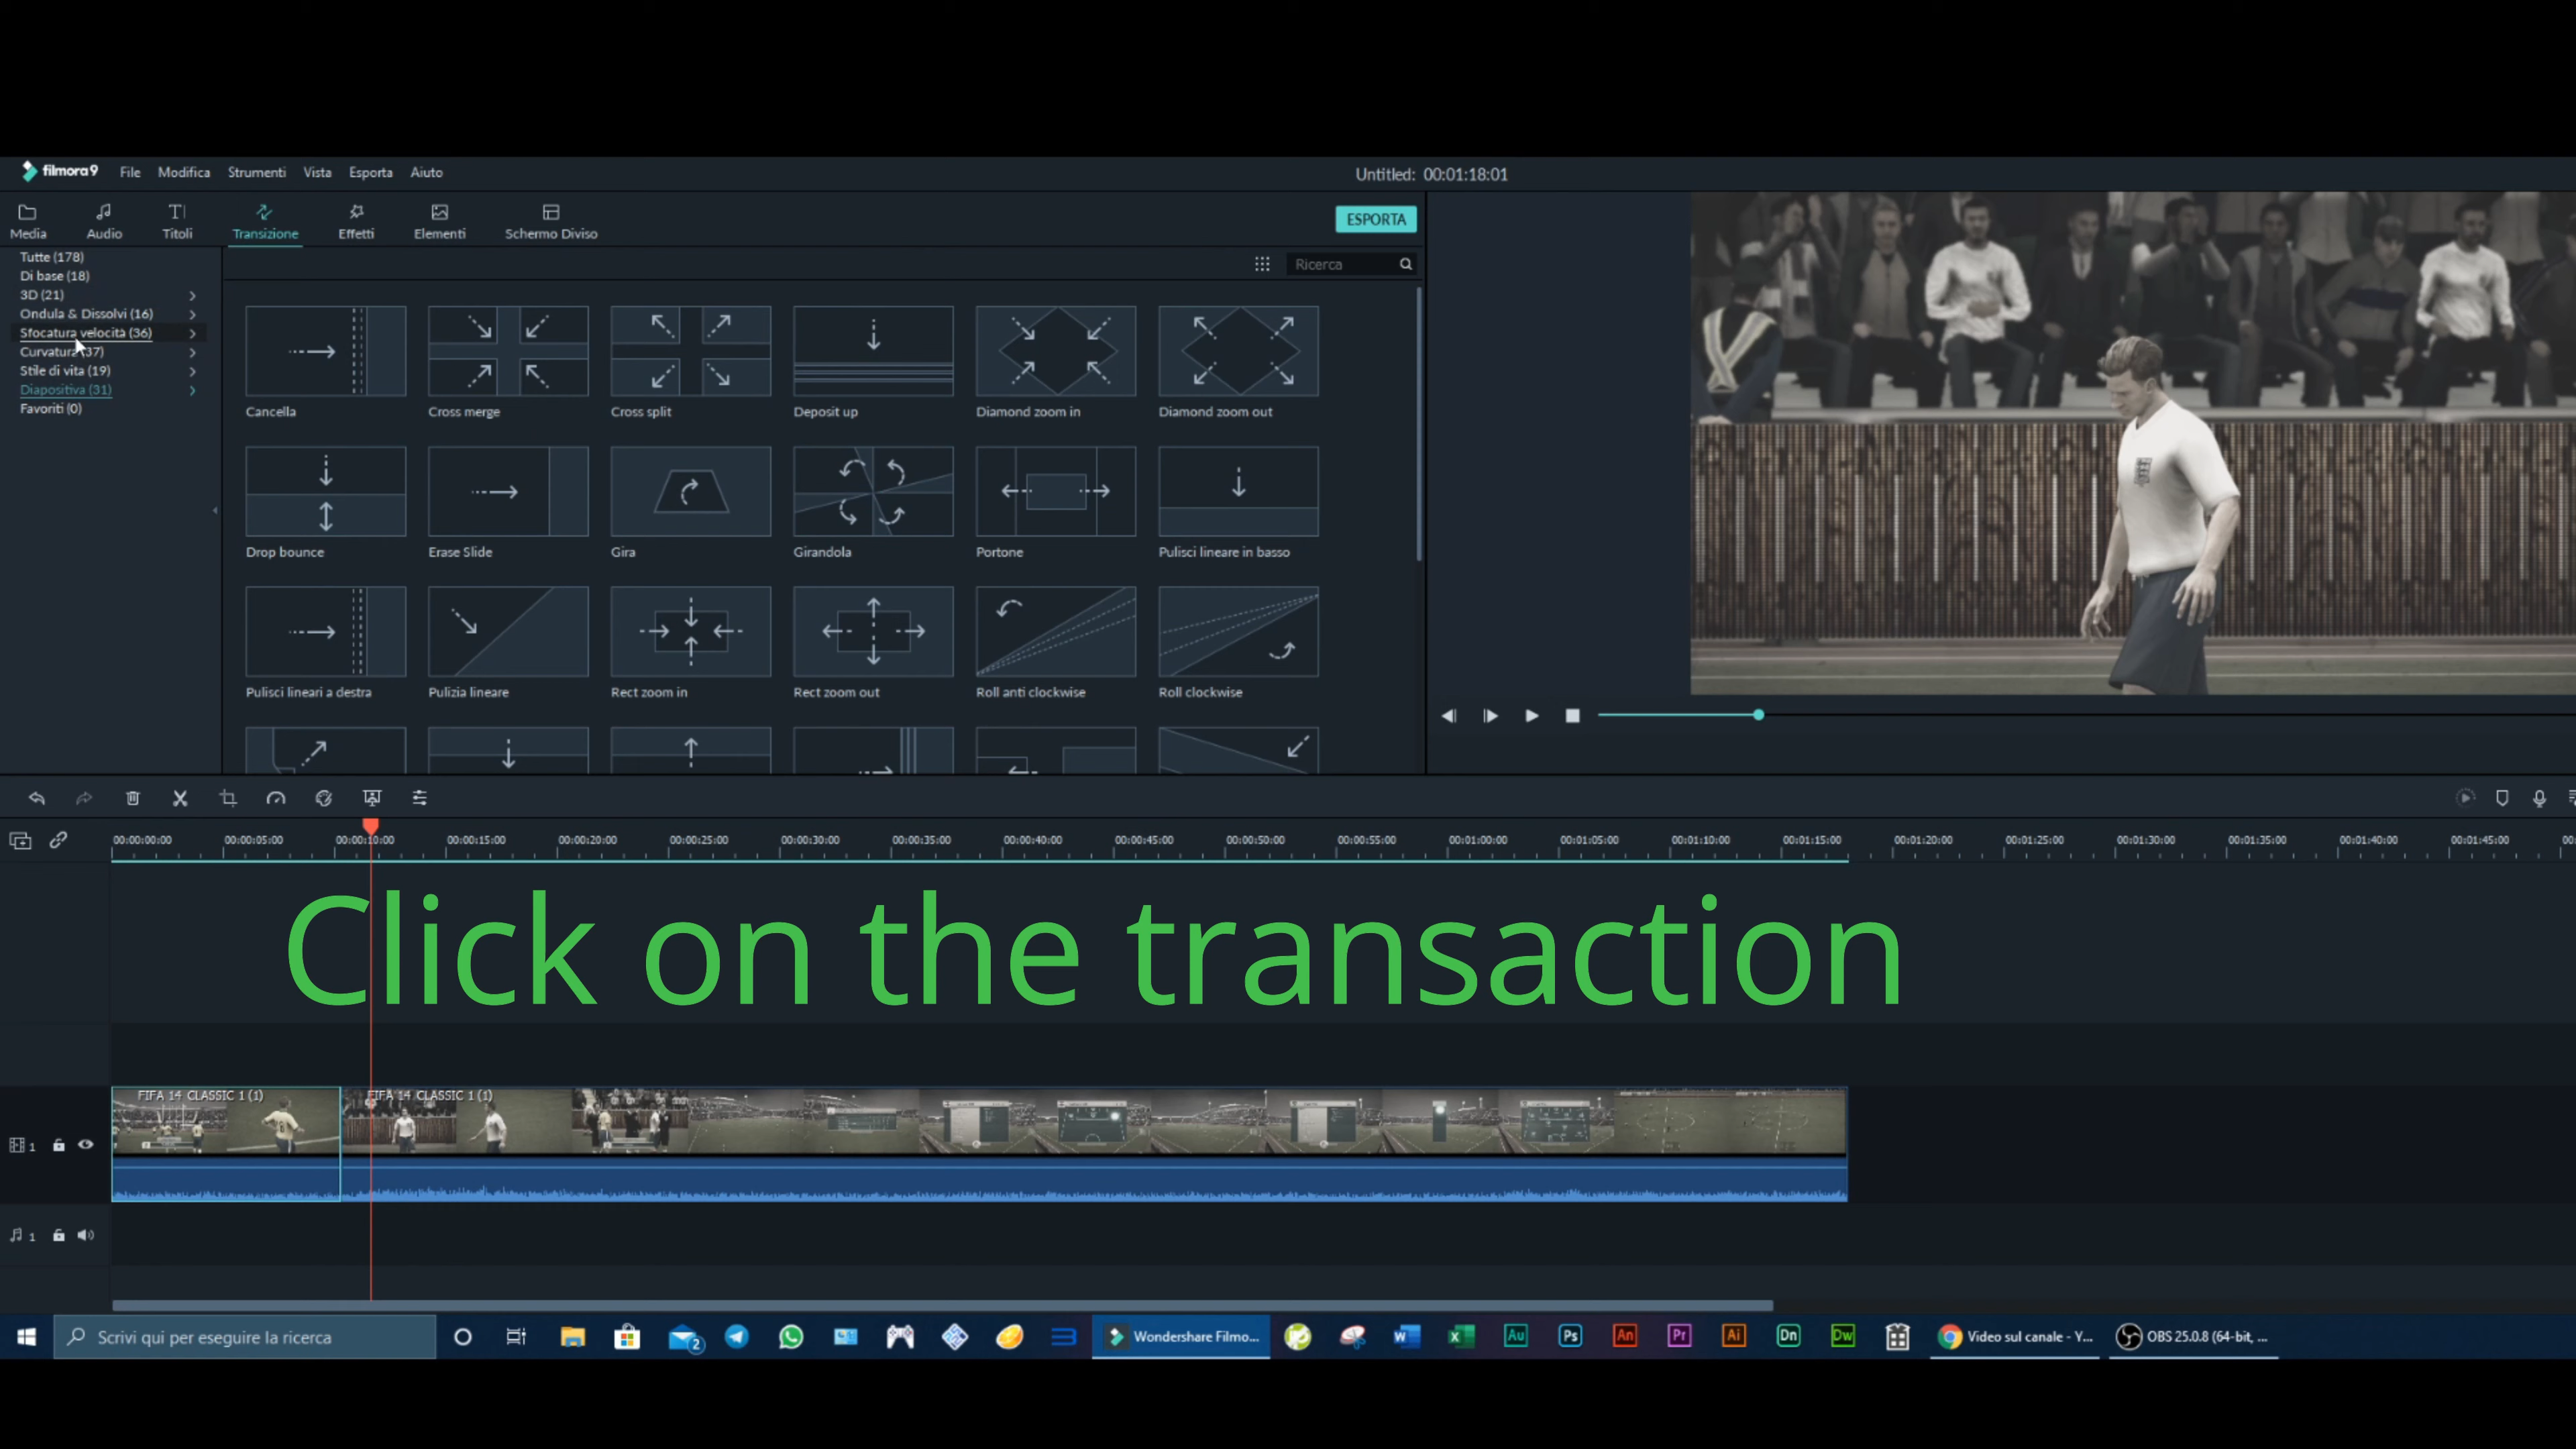 filmora9 File Modifica Strumenti Vista Esporta Aiuto
Untitled: 00:01:18:01
Media Audio Titoli Transizione Effetti Elementi Schermo Diviso
ESPORTA
Tutte (178)
Di base (18)
3D (21)
Ondula & Dissolvi (16)
Sfocatura velocità (36)
Curvatura (37)
Stile di vita (19)
Diapositiva (31)
Favoriti (0)
Ricerca
Cancella Cross merge Cross split Deposit up Diamond zoom in Diamond zoom out
Drop bounce Erase Slide Gira Girandola Portone Pulisci lineare in basso
Pulisci lineari a destra Pulizia lineare Rect zoom in Rect zoom out Roll anti clockwise Roll clockwise
00:00:00:00 00:00:05:00 00:00:10:00 00:00:15:00 00:00:20:00 00:00:25:00 00:00:30:00 00:00:35:00 00:00:40:00 00:00:45:00 00:00:50:00 00:00:55:00 00:01:00:00 00:01:05:00 00:01:10:00 00:01:15:00 00:01:20:00 00:01:25:00 00:01:30:00 00:01:35:00 00:01:40:00 00:01:45:00
Click on the transaction
FIFA 14 CLASSIC 1 (1) FIFA 14 CLASSIC 1 (1)
1
1
Scrivi qui per eseguire la ricerca 2 Wondershare Filmo... Au Ps An Pr Ai Dn Dw Video sul canale - Y... OBS 25.0.8 (64-bit, ...